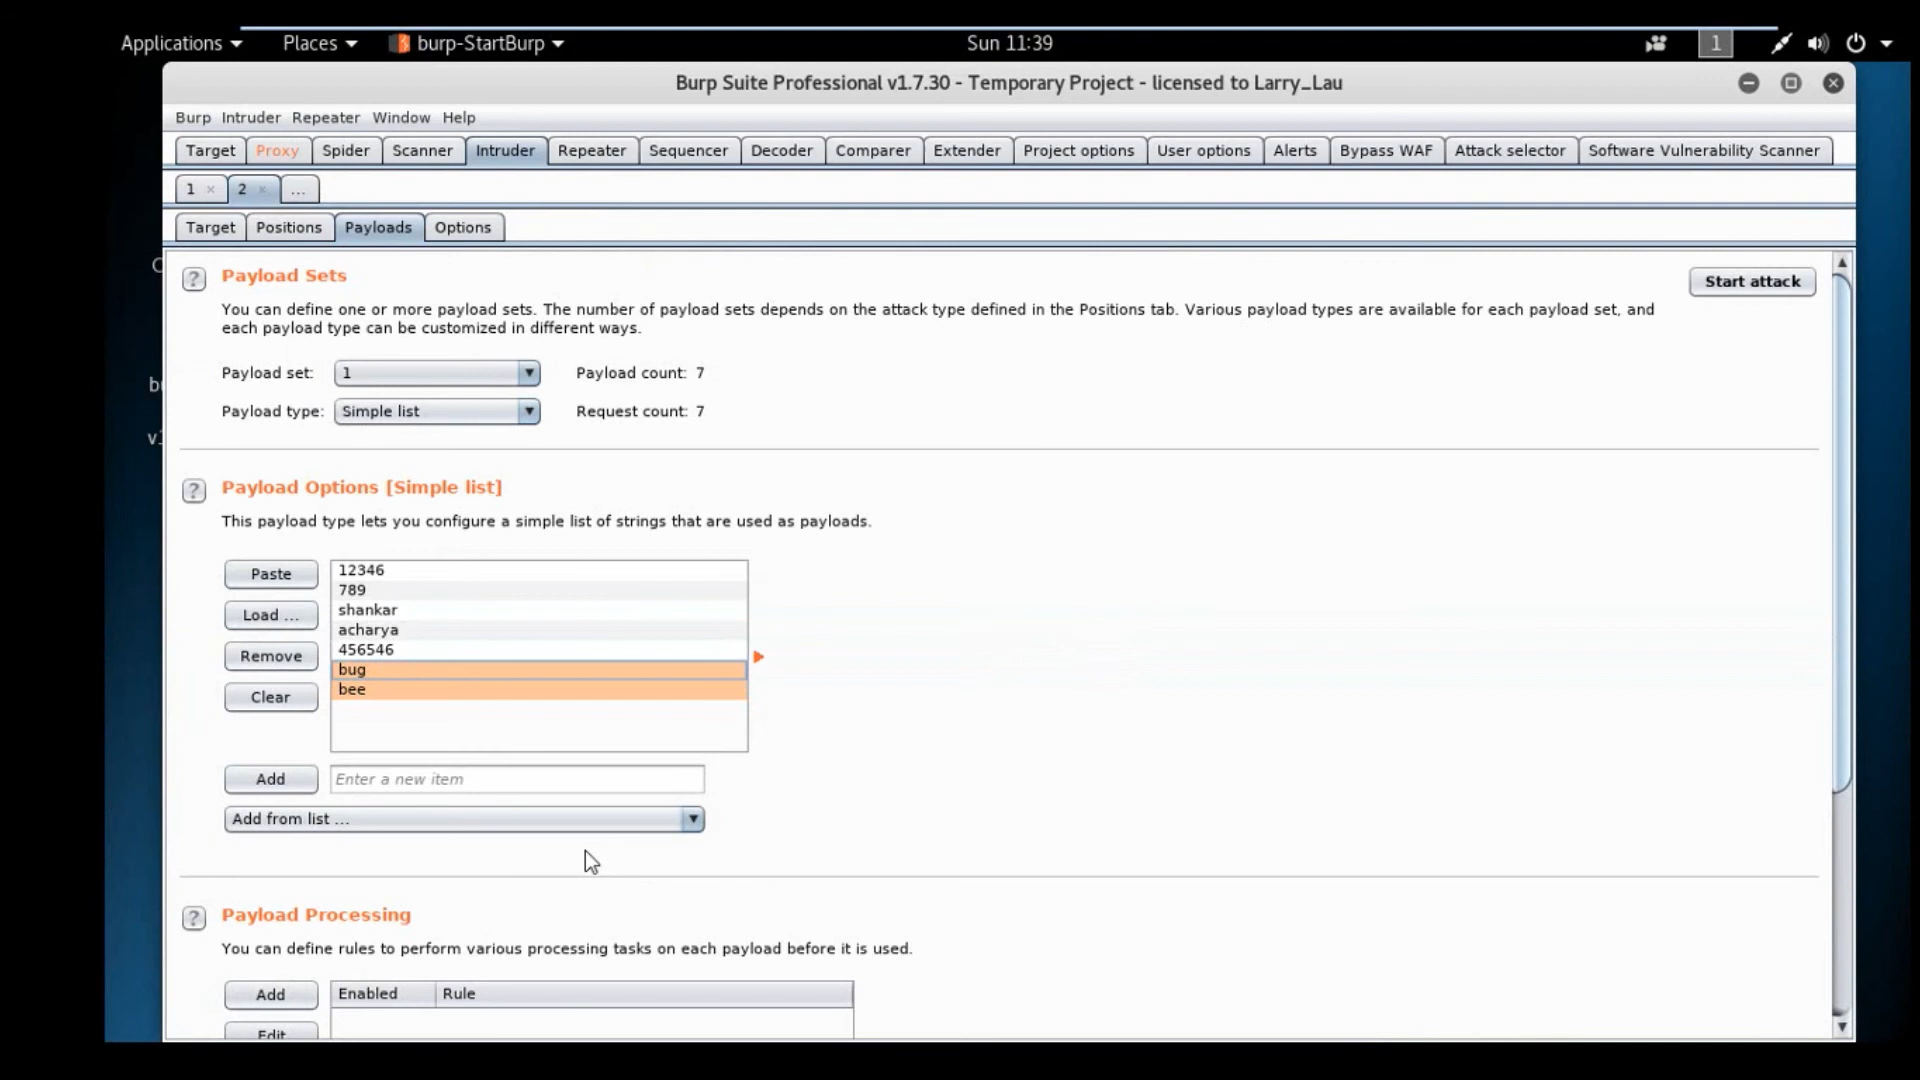 Applications Places burp-StartBurp Sun 11:39 1
Burp Suite Professional v1.7.30 - Temporary Project - licensed to Larry_Lau
Burp Intruder Repeater Window Help
Target Proxy Spider Scanner Intruder Repeater Sequencer Decoder Comparer Extender Project options User options Alerts Bypass WAF Attack selector Software Vulnerability Scanner
1 × 2 × ...
Target Positions Payloads Options
? Payload Sets
Start attack
You can define one or more payload sets. The number of payload sets depends on the attack type defined in the Positions tab. Various payload types are available for each payload set, and
each payload type can be customized in different ways.
Payload set: 1 Payload count: 7
Payload type: Simple list Request count: 7
? Payload Options [Simple list]
This payload type lets you configure a simple list of strings that are used as payloads.
Paste
Load ...
Remove
Clear
12346
789
shankar
acharya
456546
bug
bee
Add Enter a new item
Add from list ...
? Payload Processing
You can define rules to perform various processing tasks on each payload before it is used.
Add Enabled Rule
Edit